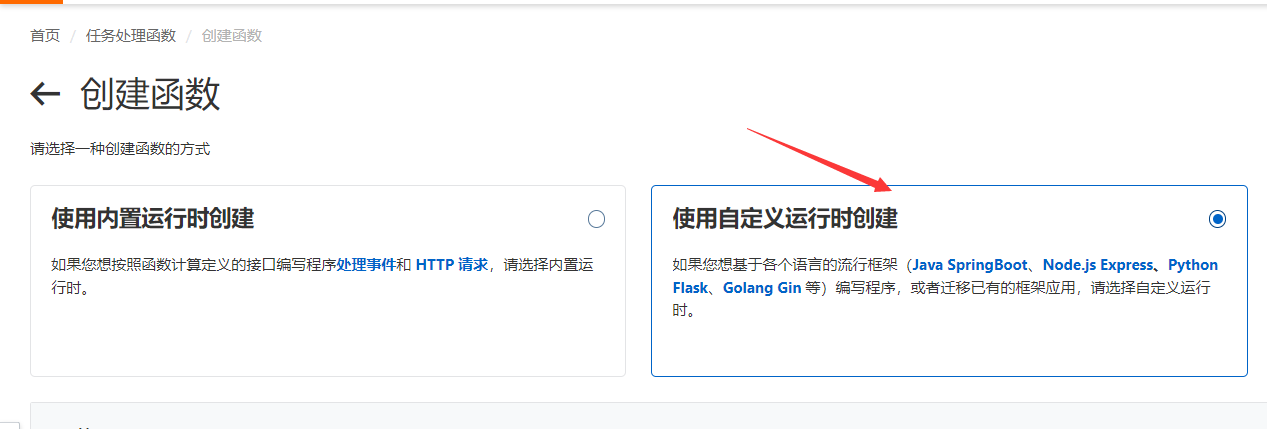 首页 / 任务处理函数 / 创建函数
创建函数
请选择一种创建函数的方式
使用内置运行时创建
如果您想按照函数计算定义的接口编写程序处理事件和 HTTP 请求，请选择内置运
行时。
使用自定义运行时创建
如果您想基于各个语言的流行框架（Java SpringBoot、Node.js Express、Python
Flask、Golang Gin 等）编写程序，或者迁移已有的框架应用，请选择自定义运行
时。